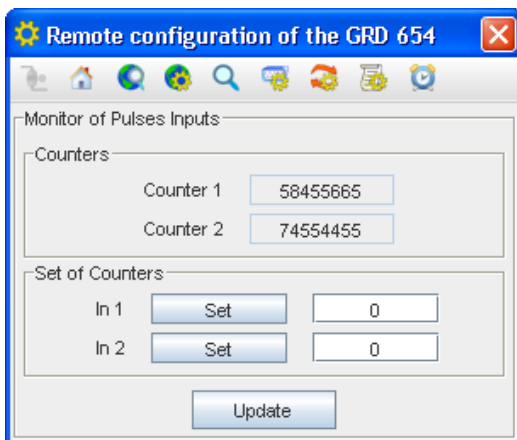 Remote configuration of the GRD 654
Monitor of Pulses Inputs
Counters
Counter 1 58455665
Counter 2 74554455
Set of Counters
In 1 Set 0
In 2 Set 0
Update